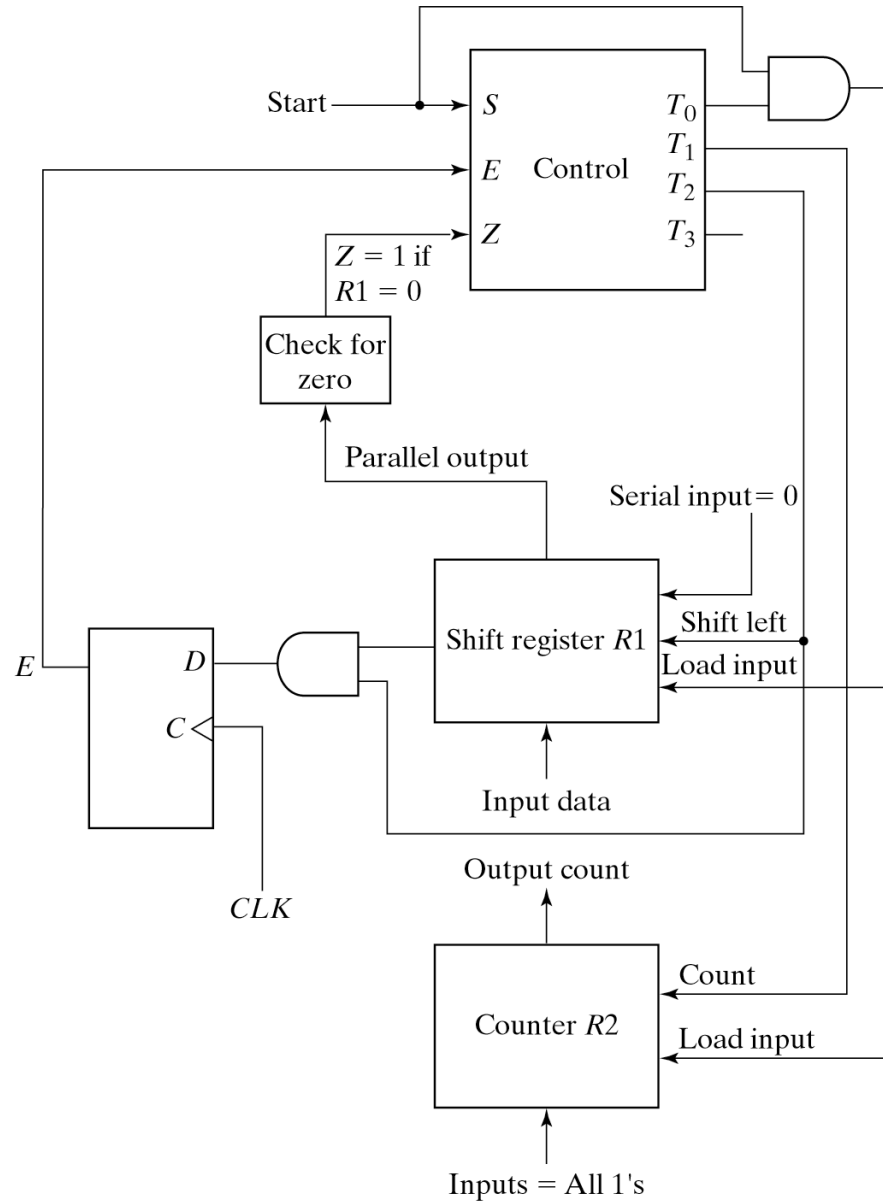 Start
S
T0
T1
E
Control
T2
Z
T3
Z = 1 if
R1 = 0
Check for
zero
Parallel output
Serial input = 0
Shift left
Shift register R1
Load input
E
D
C
Input data
Output count
CLK
Count
Counter R2
Load input
Inputs = All 1's